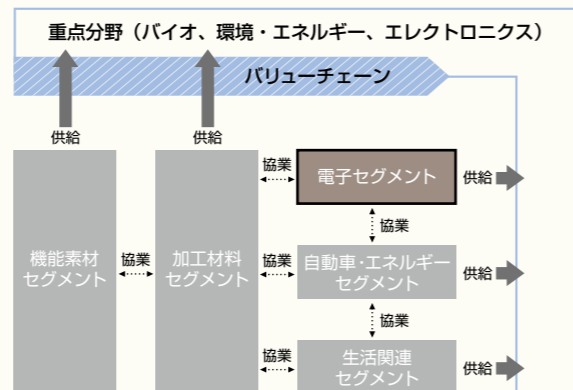 重点分野（バイオ、環境・エネルギー、エレクトロニクス）
バリューチェーン
供給
供給
協業
電子セグメント
供給
協業
機能素材
セグメント
協業
加工材料
セグメント
協業
自動車・エネルギー
セグメント
供給
協業
協業
生活関連
セグメント
供給